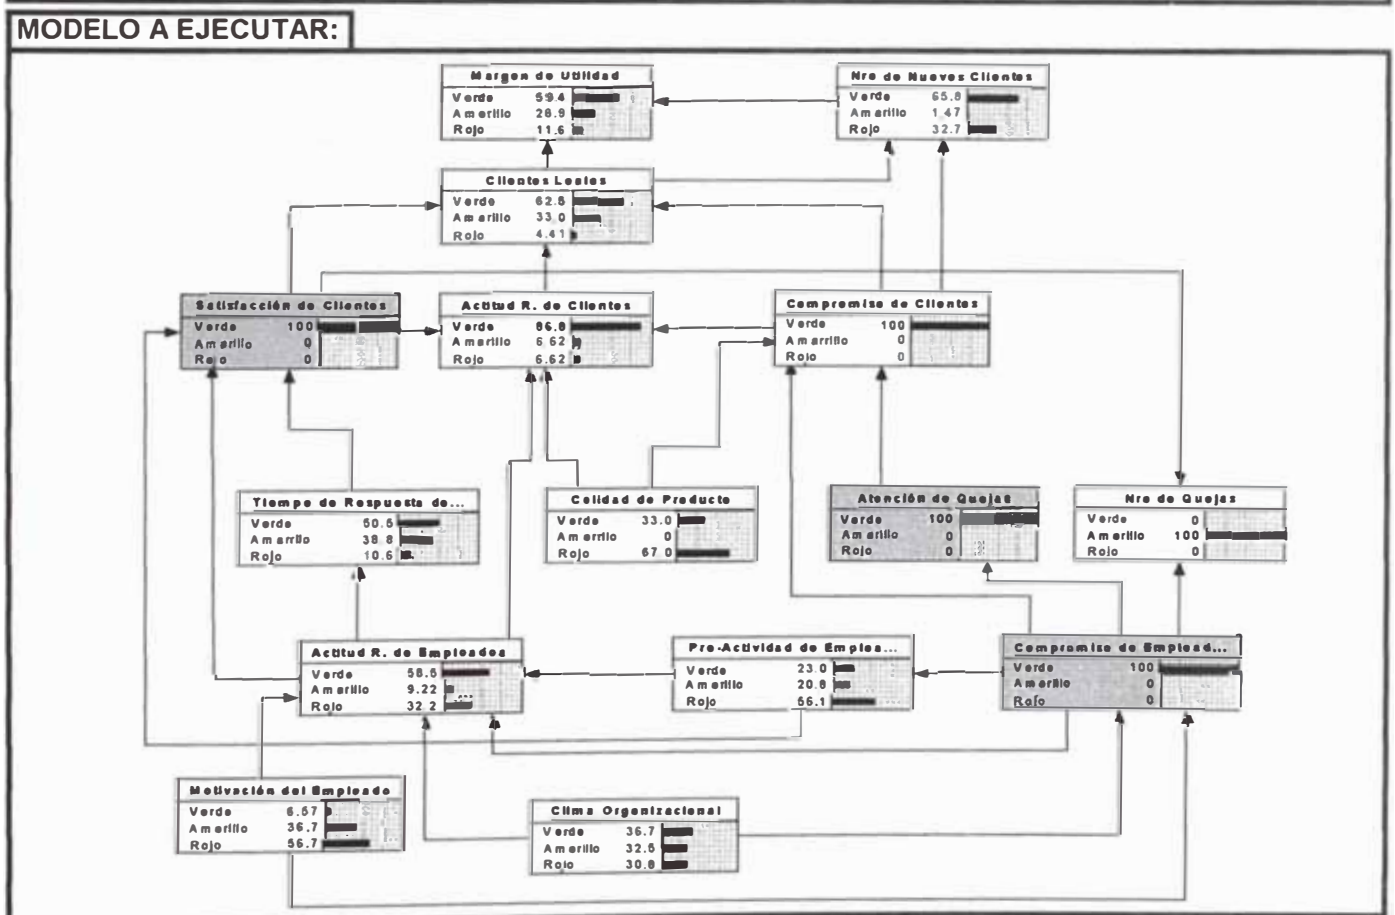 MODELO A EJECUTAR:
Margen de Utilidad
Verde 59.4
Amarillo 28.9
Rojo 11.6
Nro de Nuevos Clientes
Verde 65.8
Amarillo 1.47
Rojo 32.7
Clientes Leales
Verde 62.5
Amarillo 33.0
Rojo 4.41
Satisfacción de Clientes
Verde 100
Amarillo 0
Rojo 0
Actitud R. de Clientes
Verde 86.8
Amarillo 6.62
Rojo 6.62
Compromiso de Clientes
Verde 100
Amarrillo 0
Rojo 0
Tiempo de Respuesta de...
Verde 50.5
Amarrillo 38.8
Rojo 10.6
Calidad de Producto
Verde 33.0
Amarillo 0
Rojo 67.0
Atención de Quejas
Verde 100
Amarillo 0
Rojo 0
Nro de Quejas
Verde 0
Amarillo 100
Rojo 0
Actitud R. de Empleados
Verde 58.5
Amarillo 9.22
Rojo 32.2
Pro-Actividad de Emplea...
Verde 23.0
Amarillo 20.8
Rojo 56.1
Compromiso de Emplead...
Verde 100
Amarillo 0
Rojo 0
Motivación del Empleado
Verde 6.57
Amarillo 36.7
Rojo 56.7
Clima Organizacional
Verde 36.7
Amarillo 32.5
Rojo 30.8